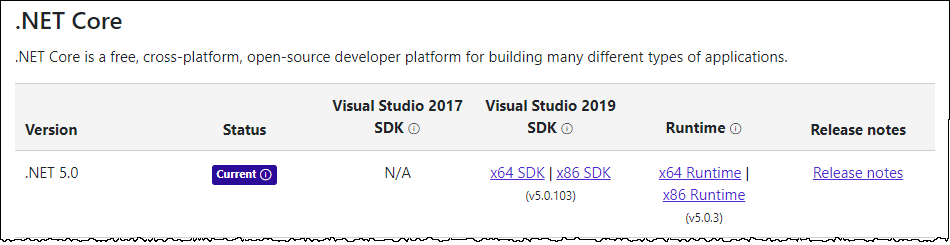 .NET Core
.NET Core is a free, cross-platform, open-source developer platform for building many different types of applications.
Visual Studio 2017 Visual Studio 2019
Version Status SDK SDK Runtime Release notes
.NET 5.0 Current N/A x64 SDK | x86 SDK x64 Runtime | Release notes
(v5.0.103) x86 Runtime
(v5.0.3)